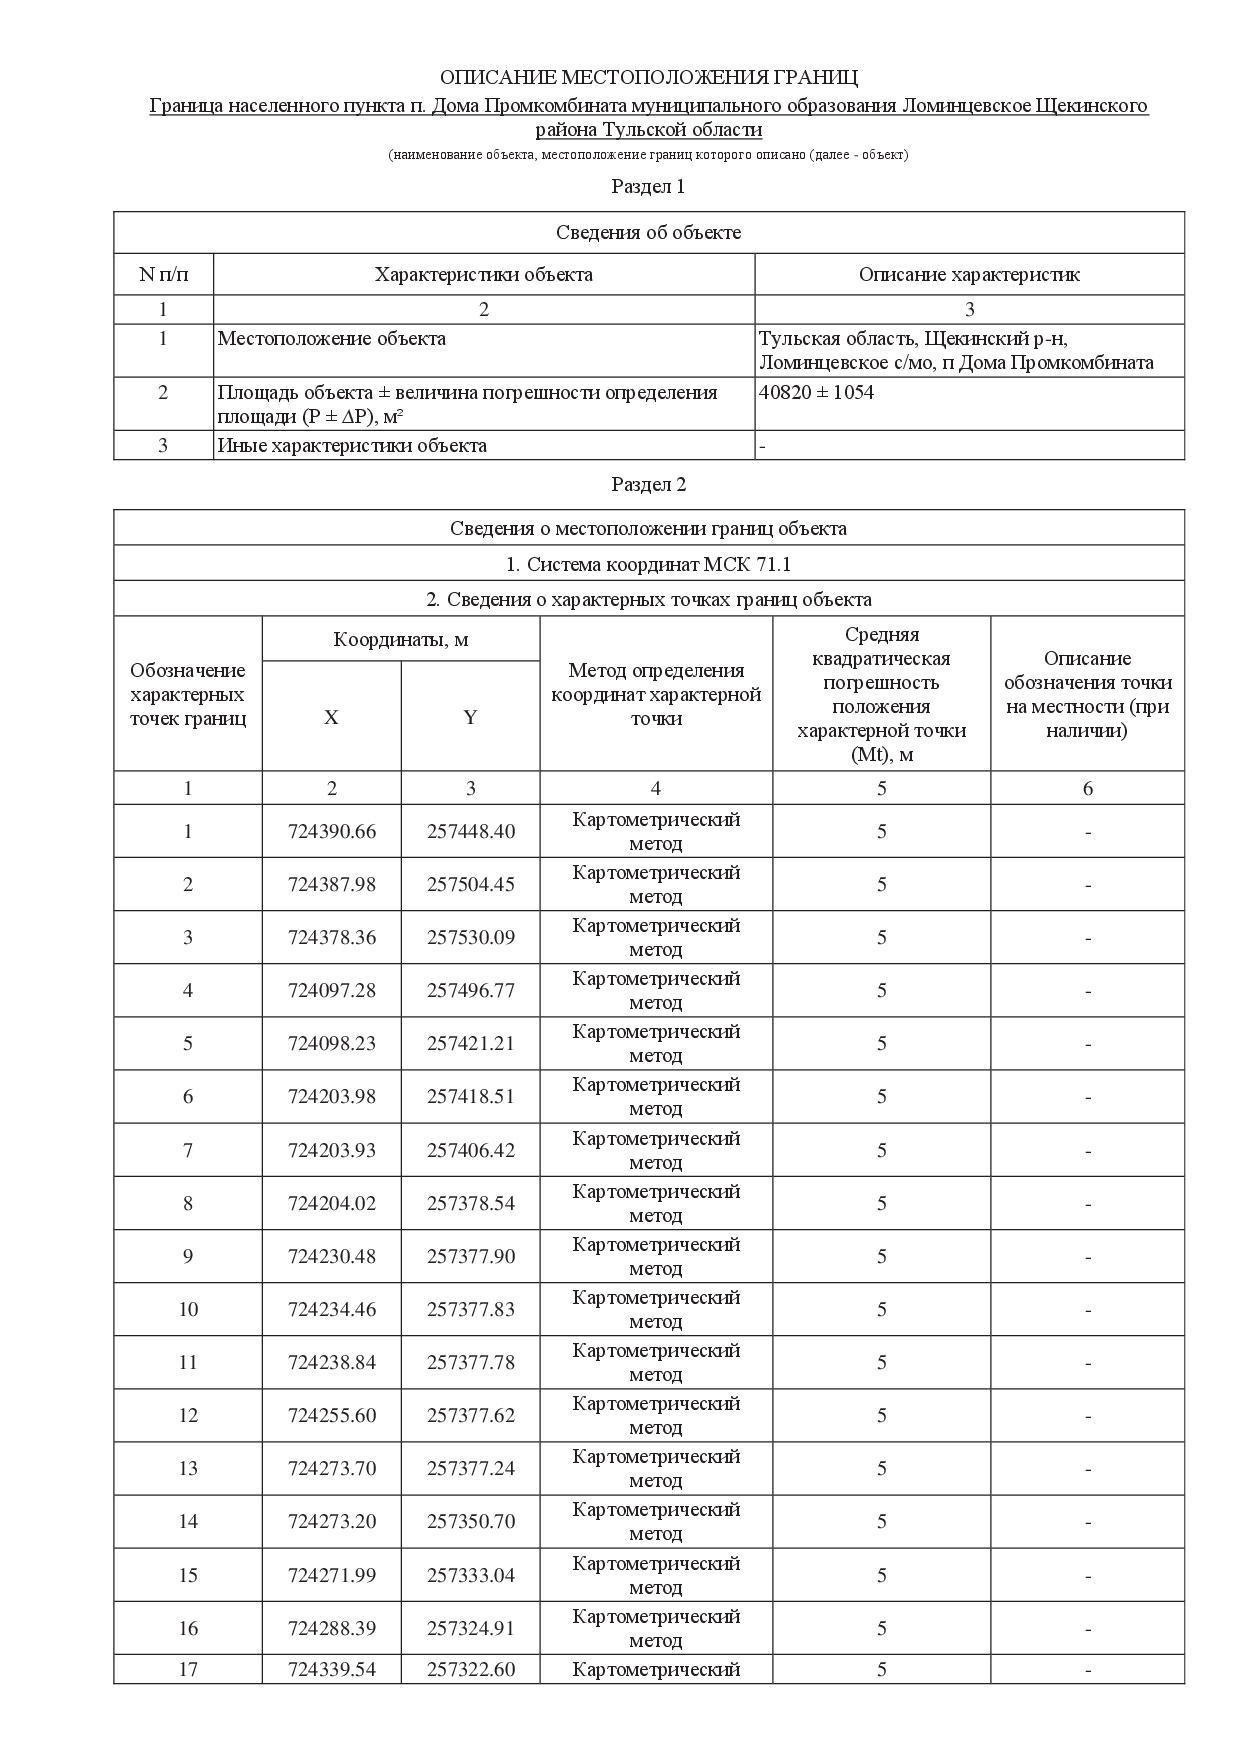 ОПИСАНИЕ МЕСТОПОЛОЖЕНИЯ ГРАНИЦ
Граница населенного пункта п. Дома Промкомбината муниципального образования Ломинцевское Щекинского
района Тульской области
(наименование объекта, местоположение границ которого описано (далее - объект)
Раздел 1
Сведения об объекте
N п/п Характеристики объекта Описание характеристик
1 2 3
1 Местоположение объекта Тульская область, Щекинский р-н,
Ломинцевское с/мо, п Дома Промкомбината
2 Площадь объекта ± величина погрешности определения 40820 ± 1054
площади (P ± ∆P), м²
3 Иные характеристики объекта -
Раздел 2
Сведения о местоположении границ объекта
1. Система координат МСК 71.1
2. Сведения о характерных точках границ объекта
Обозначение
характерных
точек границ
Координаты, м
X Y
Метод определения
координат характерной
точки
Средняя
квадратическая
погрешность
положения
характерной точки
(Mt), м
Описание
обозначения точки
на местности (при
наличии)
1 2 3 4 5 6
1 724390.66 257448.40 Картометрический
метод 5 -
2 724387.98 257504.45 Картометрический
метод 5 -
3 724378.36 257530.09 Картометрический
метод 5 -
4 724097.28 257496.77 Картометрический
метод 5 -
5 724098.23 257421.21 Картометрический
метод 5 -
6 724203.98 257418.51 Картометрический
метод 5 -
7 724203.93 257406.42 Картометрический
метод 5 -
8 724204.02 257378.54 Картометрический
метод 5 -
9 724230.48 257377.90 Картометрический
метод 5 -
10 724234.46 257377.83 Картометрический
метод 5 -
11 724238.84 257377.78 Картометрический
метод 5 -
12 724255.60 257377.62 Картометрический
метод 5 -
13 724273.70 257377.24 Картометрический
метод 5 -
14 724273.20 257350.70 Картометрический
метод 5 -
15 724271.99 257333.04 Картометрический
метод 5 -
16 724288.39 257324.91 Картометрический
метод 5 -
17 724339.54 257322.60 Картометрический 5 -